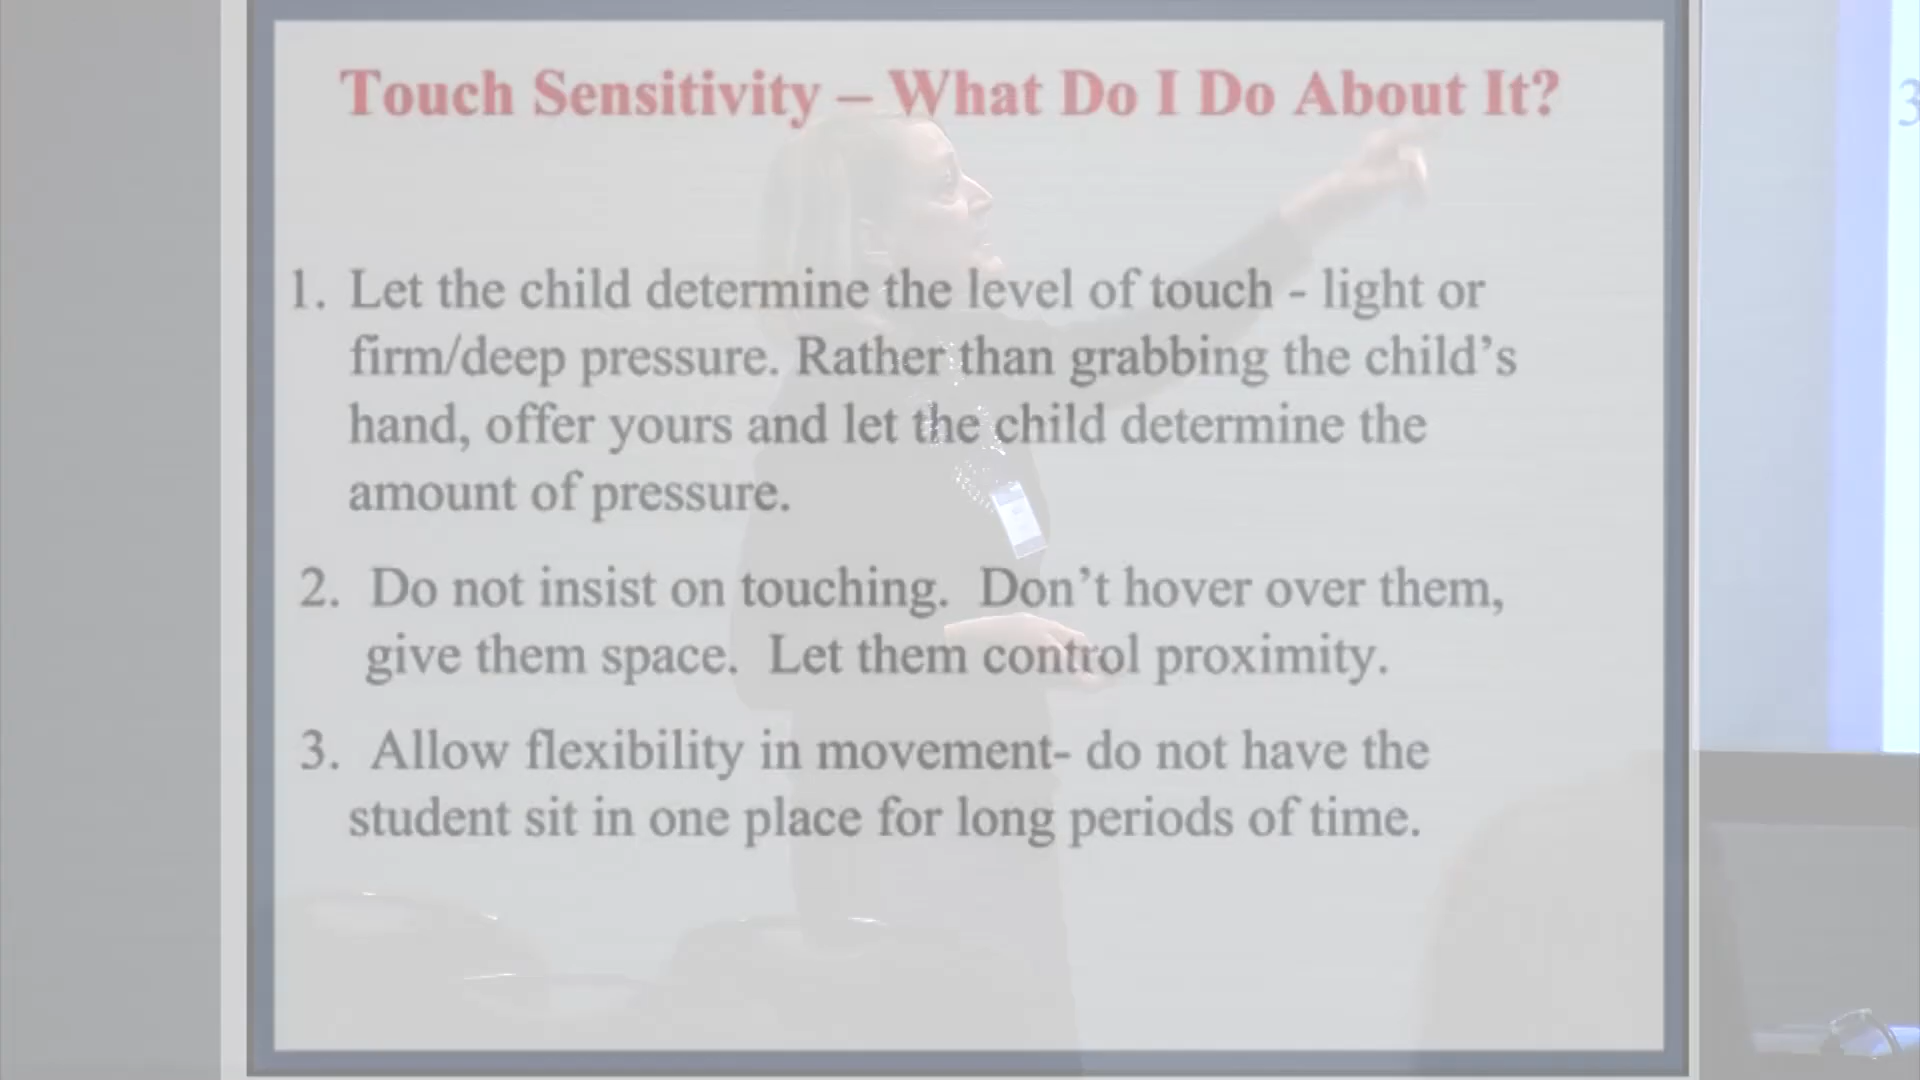 Touch Sensitivity – What Do I Do About It?
1. Let the child determine the level of touch - light or
firm/deep pressure. Rather than grabbing the child’s
hand, offer yours and let the child determine the
amount of pressure.
2. Do not insist on touching. Don’t hover over them,
give them space. Let them control proximity.
3. Allow flexibility in movement- do not have the
student sit in one place for long periods of time.
3